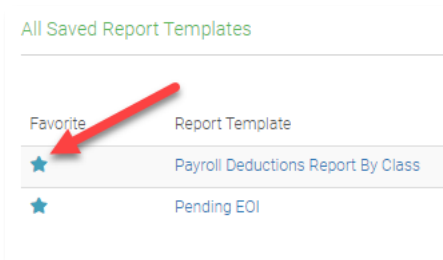 All Saved Report Templates
Favorite Report Template
Payroll Deductions Report By Class
Pending EOI